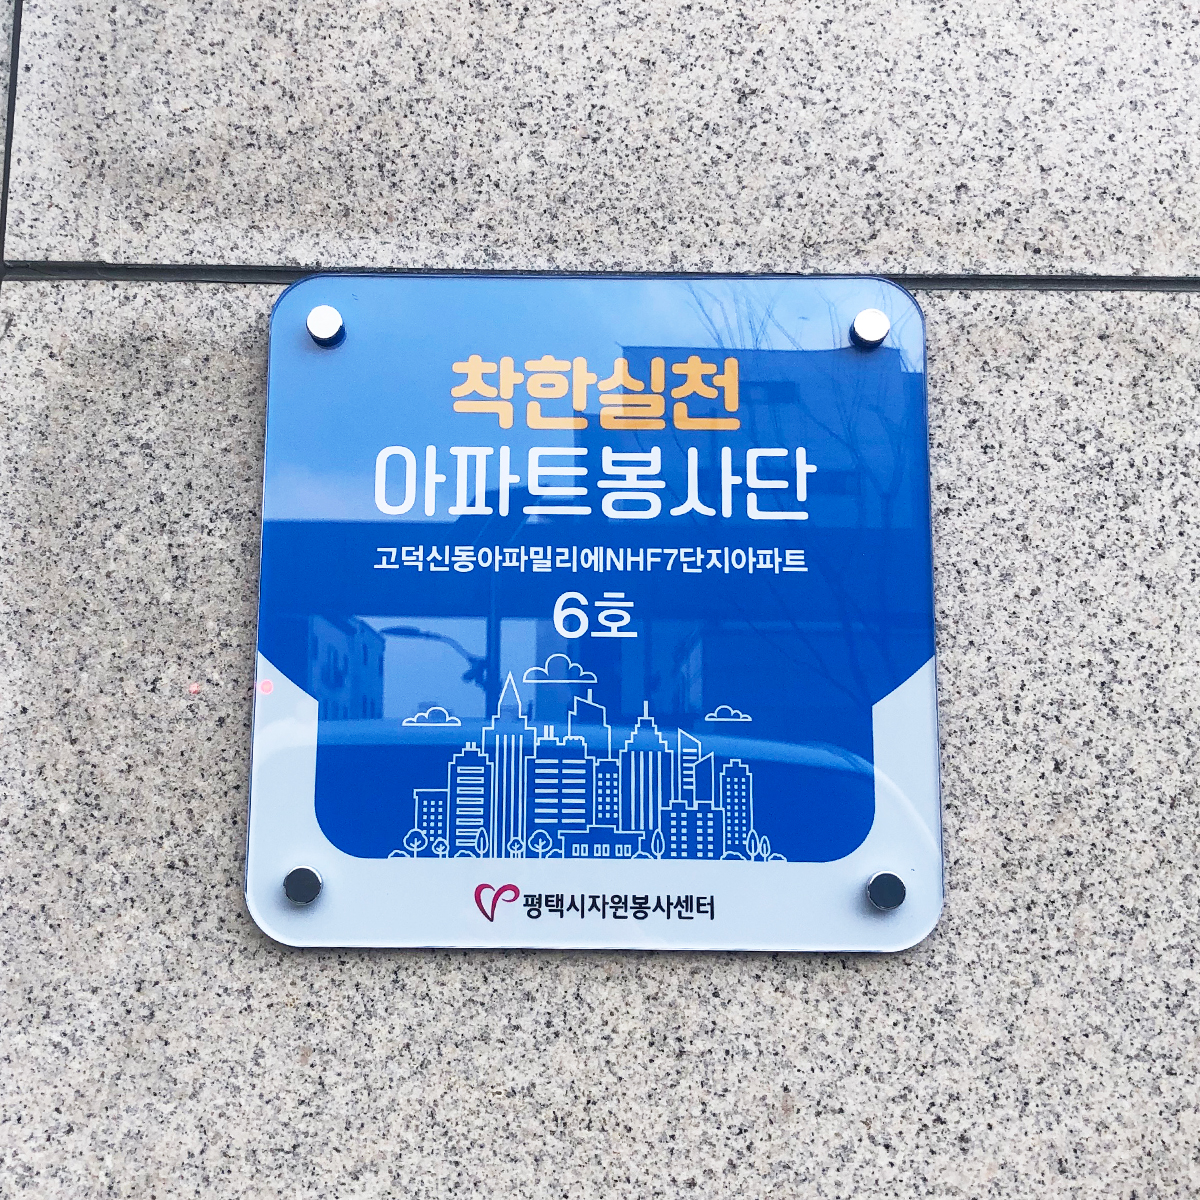 착한실천
아파트봉사단
고덕신동아파밀리에NHF7단지아파트
6호
평택시자원봉사센터